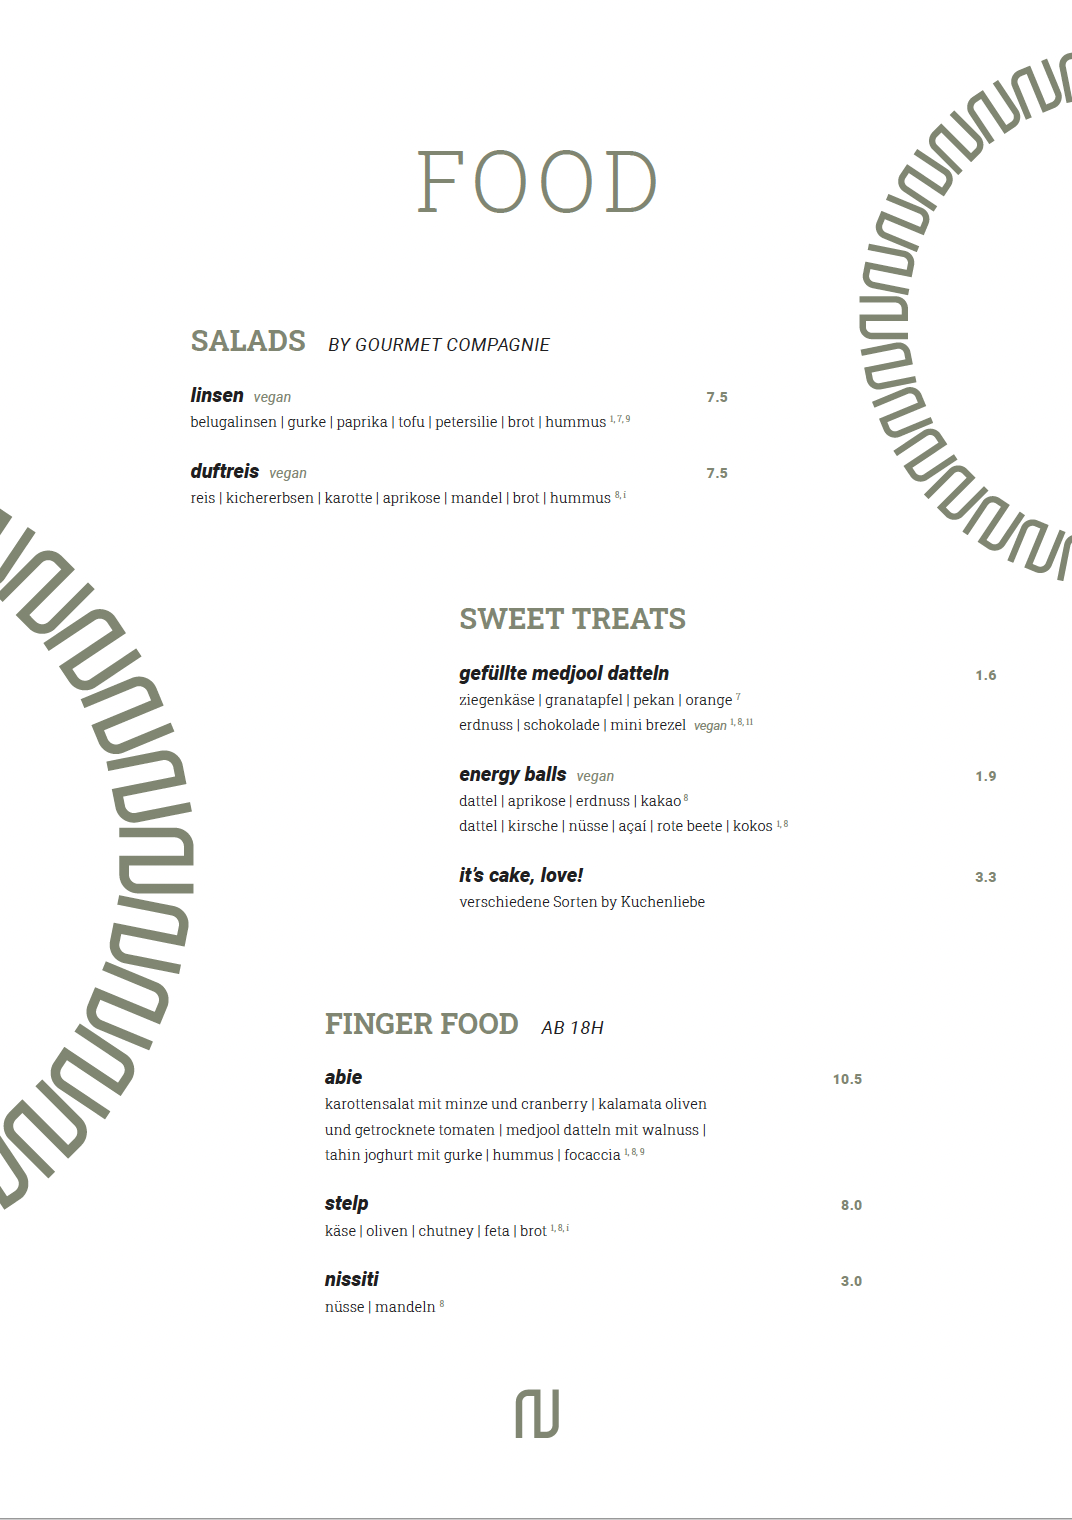 FOOD
SALADS BY GOURMET COMPAGNIE
linsen vegan 7.5
belugalinsen | gurke | paprika | tofu | petersilie | brot | hummus 1, 7, 9
duftreis vegan 7.5
reis | kichererbsen | karotte | aprikose | mandel | brot | hummus 8, i
SWEET TREATS
gefüllte medjool datteln 1.6
ziegenkäse | granatapfel | pekan | orange 7
erdnuss | schokolade | mini brezel vegan 1, 8, 11
energy balls vegan 1.9
dattel | aprikose | erdnuss | kakao 8
dattel | kirsche | nüsse | açaí | rote beete | kokos 1, 8
it's cake, love! 3.3
verschiedene Sorten by Kuchenliebe
FINGER FOOD AB 18H
abie 10.5
karottensalat mit minze und cranberry | kalamata oliven
und getrocknete tomaten | medjool datteln mit walnuss |
tahin joghurt mit gurke | hummus | focaccia 1, 8, 9
stelp 8.0
käse | oliven | chutney | feta | brot 1, 8, i
nissiti 3.0
nüsse | mandeln 8